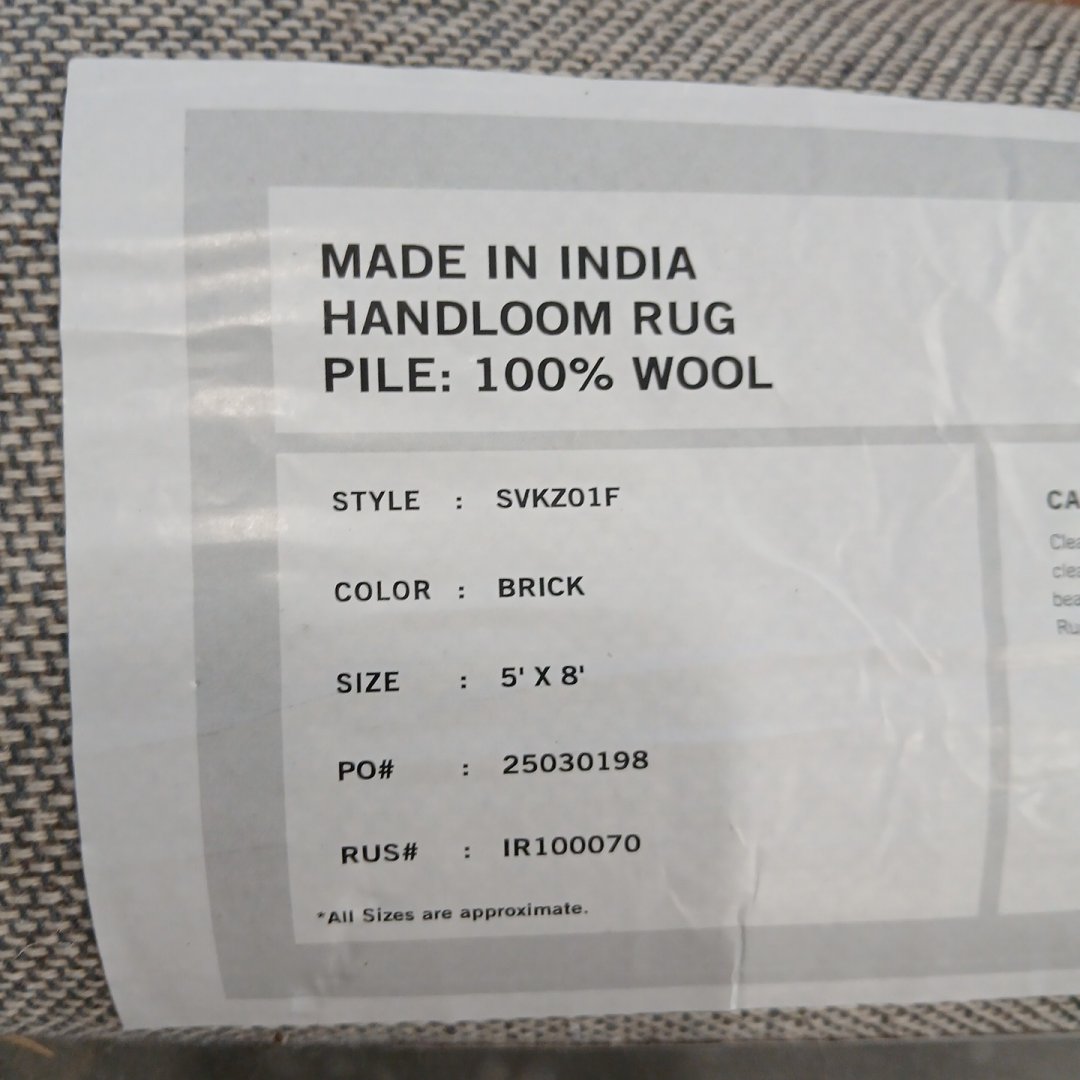 MADE IN INDIA
HANDLOOM RUG
PILE: 100% WOOL
STYLE : SVKZ01F
COLOR : BRICK
SIZE : 5' X 8'
PO# : 25030198
RUS# : IR100070
*All Sizes are approximate.